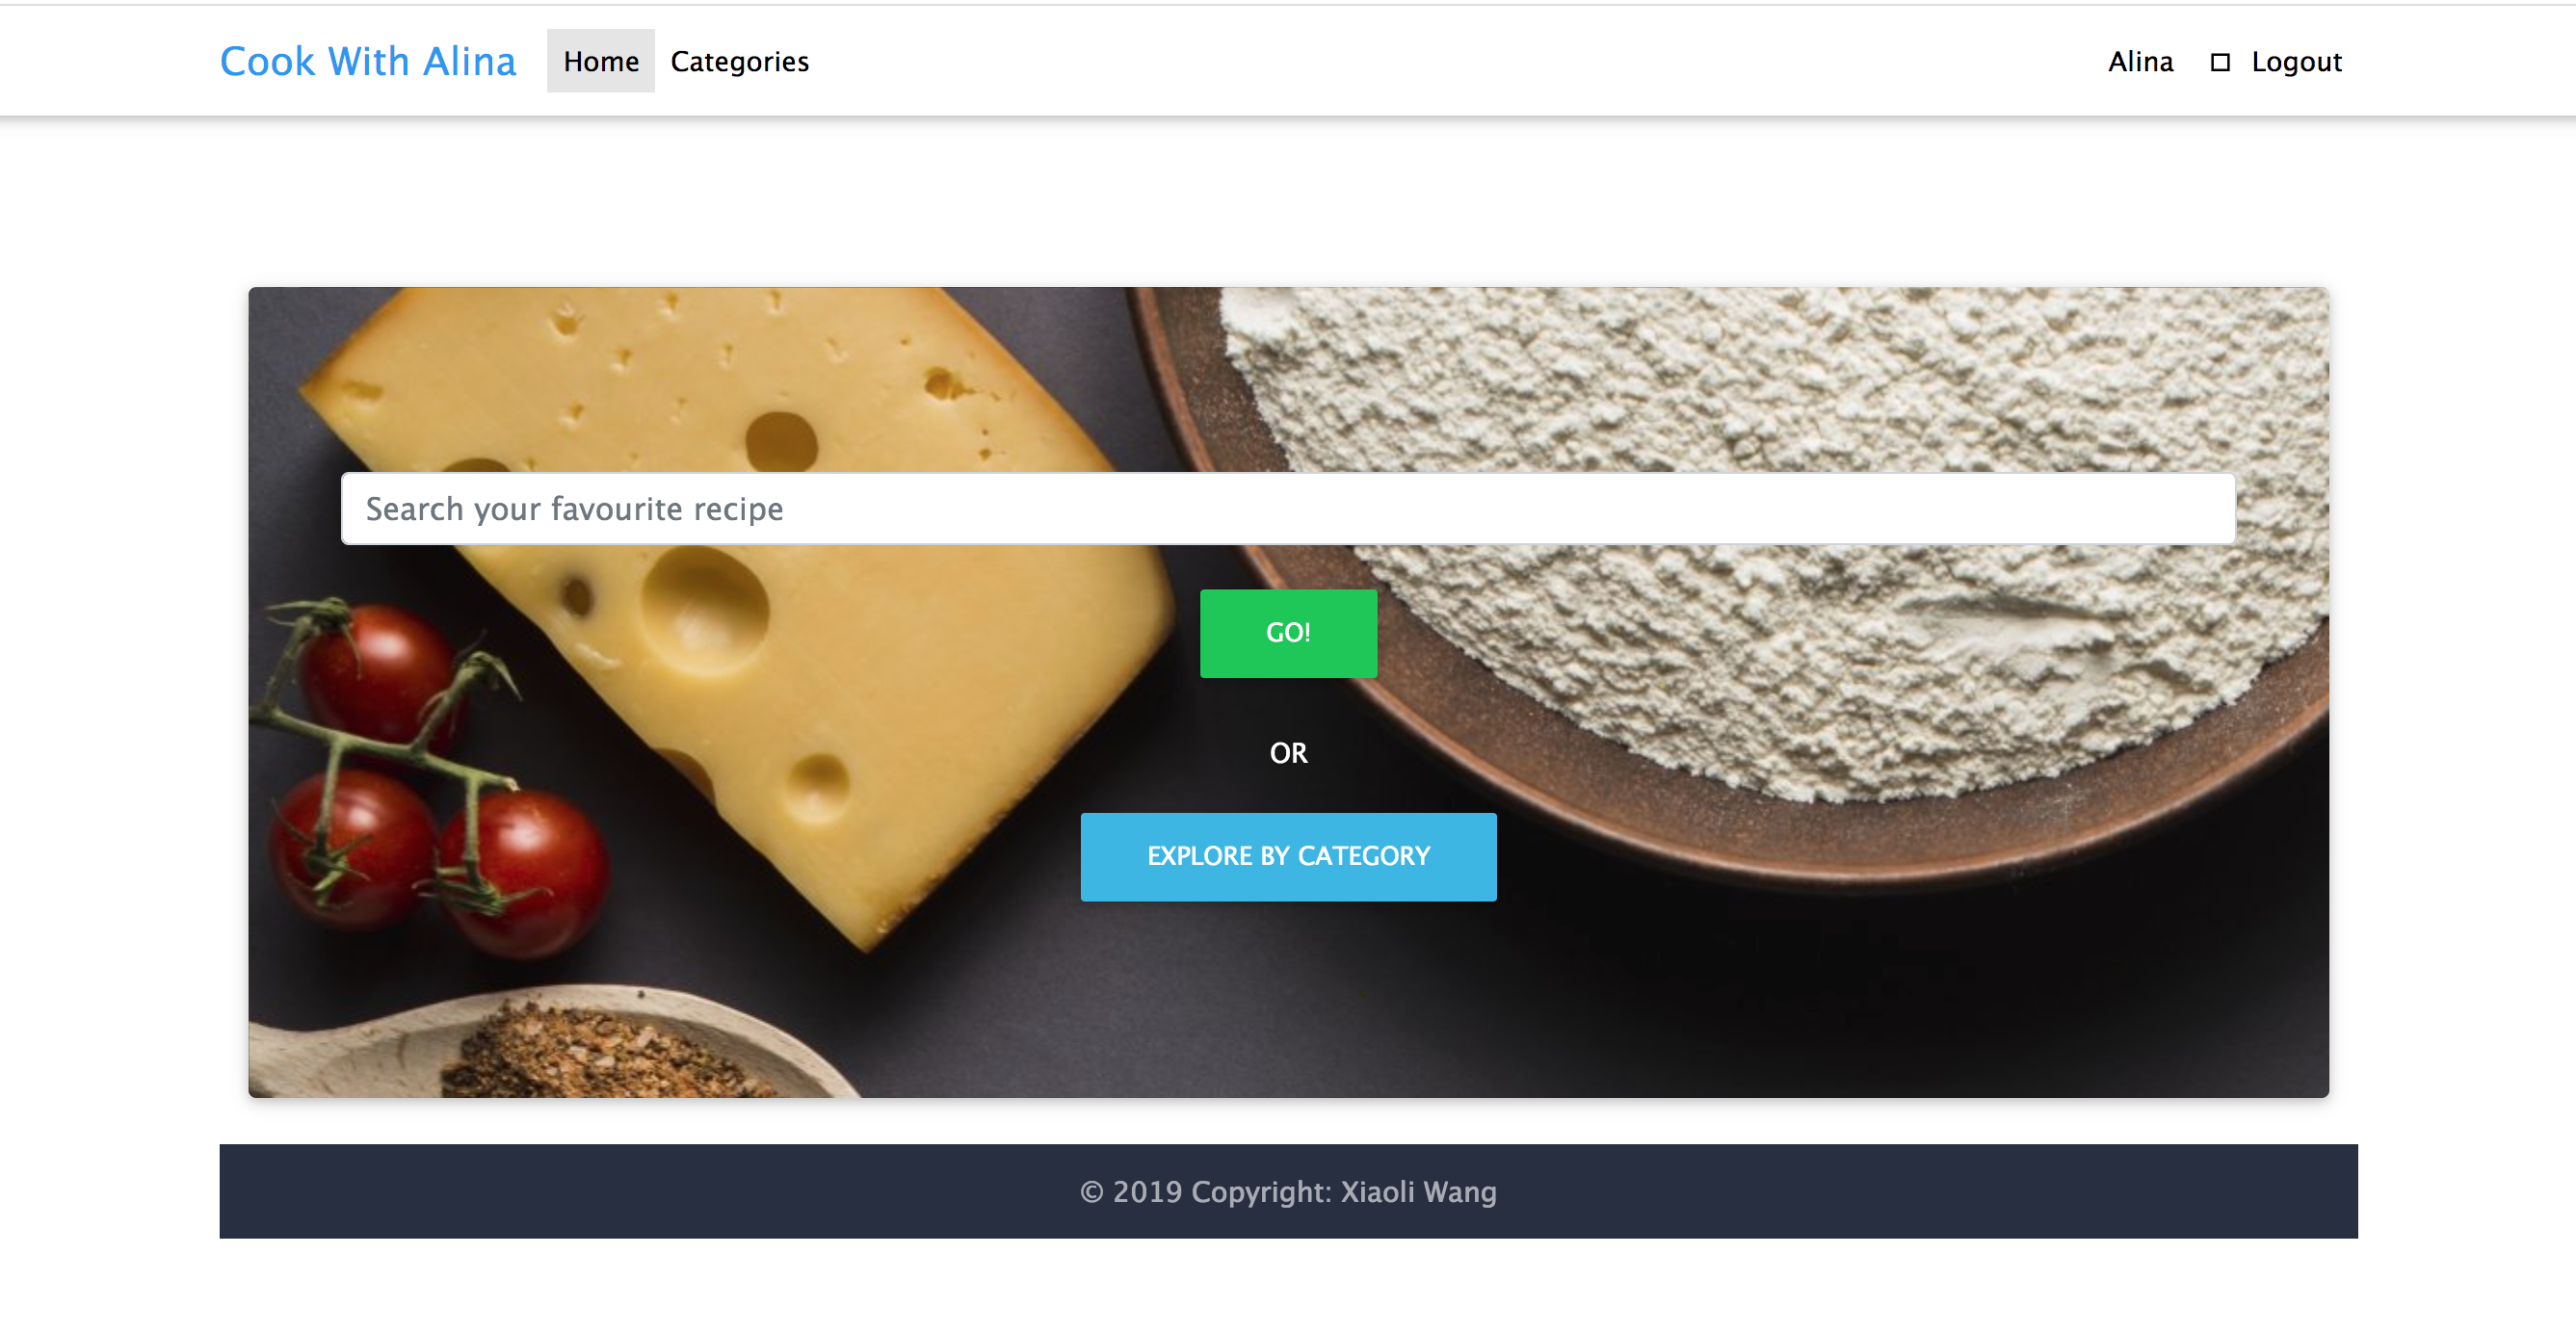 Cook With Alina Home Categories Alina Logout
Search your favourite recipe
GO!
OR
EXPLORE BY CATEGORY
© 2019 Copyright: Xiaoli Wang